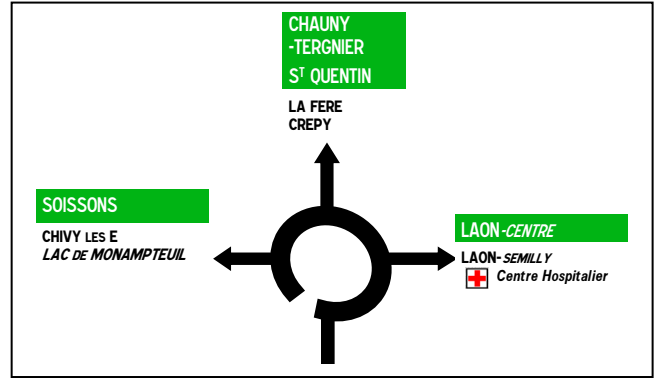 CHAUNY
-TERGNIER
Sᵀ QUENTIN
LA FERE
CREPY
SOISSONS
CHIVY LES E
LAC DE MONAMPTEUIL
LAON-CENTRE
LAON-SEMILLY
Centre Hospitalier